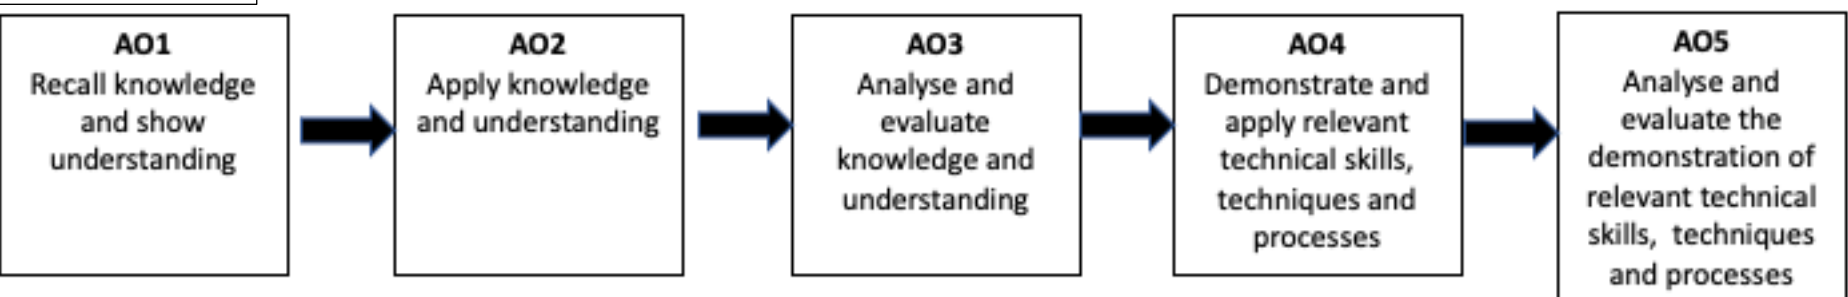 AO1
Recall knowledge
and show
understanding
AO2
Apply knowledge
and understanding
AO3
Analyse and
evaluate
knowledge and
understanding
AO4
Demonstrate and
apply relevant
technical skills,
techniques and
processes
AO5
Analyse and
evaluate the
demonstration of
relevant technical
skills, techniques
and processes